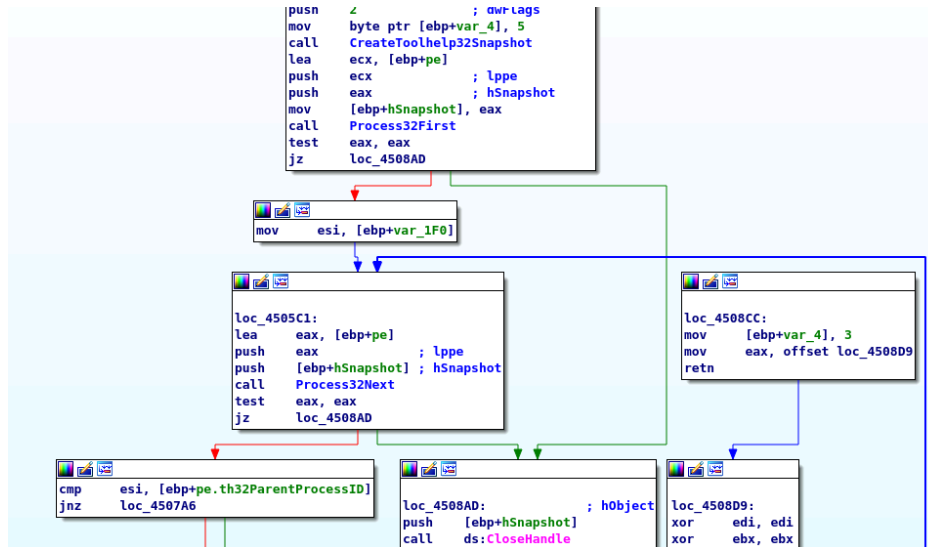 push    2               ; dwFlags
mov     byte ptr [ebp+var_4], 5
call    CreateToolhelp32Snapshot
lea     ecx, [ebp+pe]
push    ecx             ; lppe
push    eax             ; hSnapshot
mov     [ebp+hSnapshot], eax
call    Process32First
test    eax, eax
jz      loc_4508AD
mov     esi, [ebp+var_1F0]
loc_4505C1:
lea     eax, [ebp+pe]
push    eax             ; lppe
push    [ebp+hSnapshot] ; hSnapshot
call    Process32Next
test    eax, eax
jz      loc_4508AD
loc_4508CC:
mov     [ebp+var_4], 3
mov     eax, offset loc_4508D9
retn
cmp     esi, [ebp+pe.th32ParentProcessID]
jnz     loc_4507A6
loc_4508AD:             ; hObject
push    [ebp+hSnapshot]
call    ds:CloseHandle
loc_4508D9:
xor     edi, edi
xor     ebx, ebx